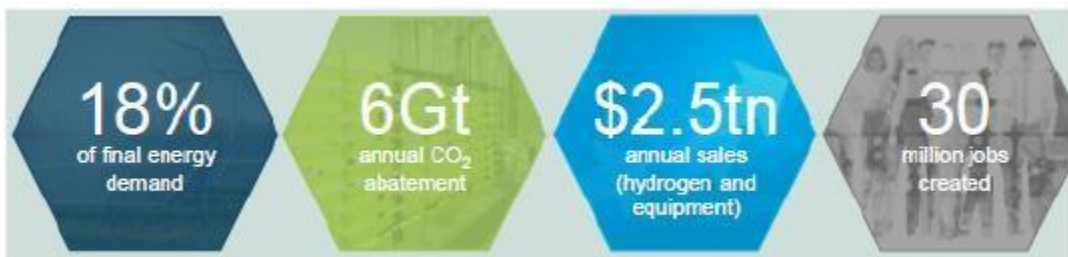 18%
of final energy
demand
6Gt
annual CO₂
abatement
$2.5tn
annual sales
(hydrogen and
equipment)
30
million jobs
created